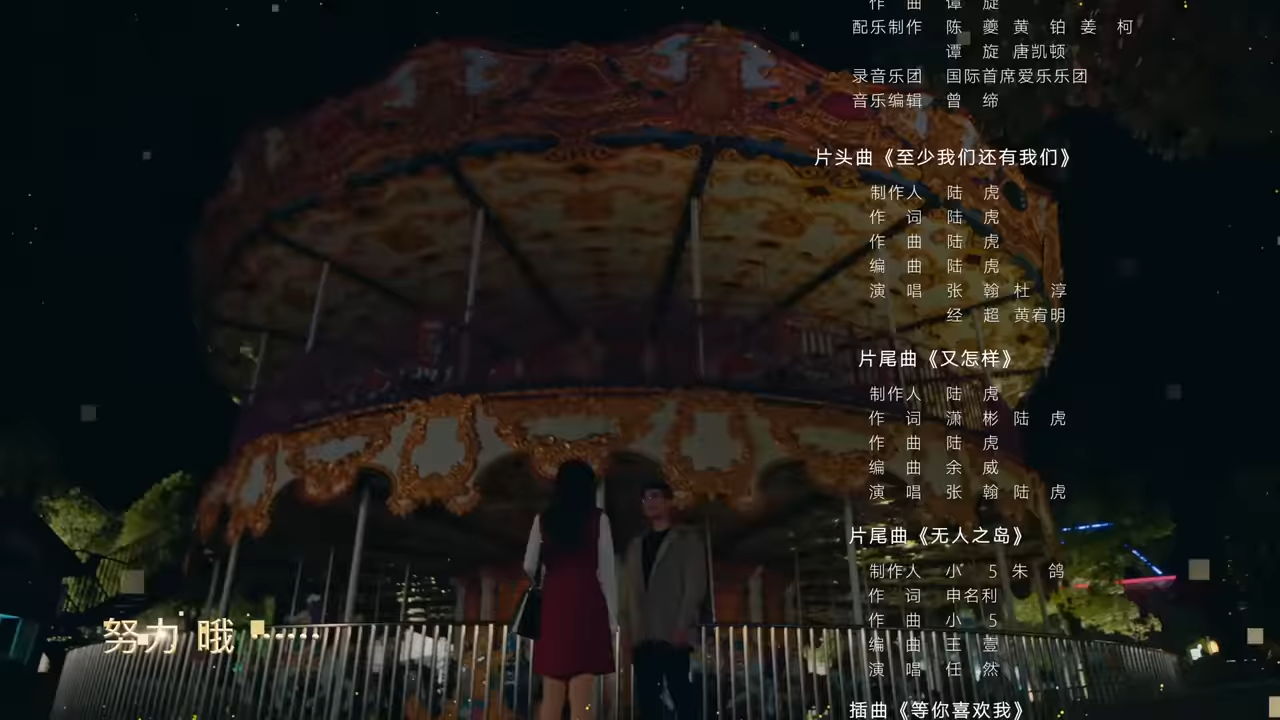 作 曲 谭 旋
配乐制作 陈 夔 黄 铂 姜 柯
谭 旋 唐凯顿
录音乐团 国际首席爱乐乐团
音乐编辑 曾 缔
片头曲《至少我们还有我们》
制作人 陆 虎
作 词 陆 虎
作 曲 陆 虎
编 曲 陆 虎
演 唱 张 翰 杜 淳
经 超 黄宥明
片尾曲《又怎样》
制作人 陆 虎
作 词 潇 彬 陆 虎
作 曲 陆 虎
编 曲 余 威
演 唱 张 翰 陆 虎
片尾曲《无人之岛》
制作人 小 5 朱 鸽
作 词 申名利
作 曲 小 5
编 曲 王 壹
演 唱 任 然
插曲《等你喜欢我》
努力 哦 ······